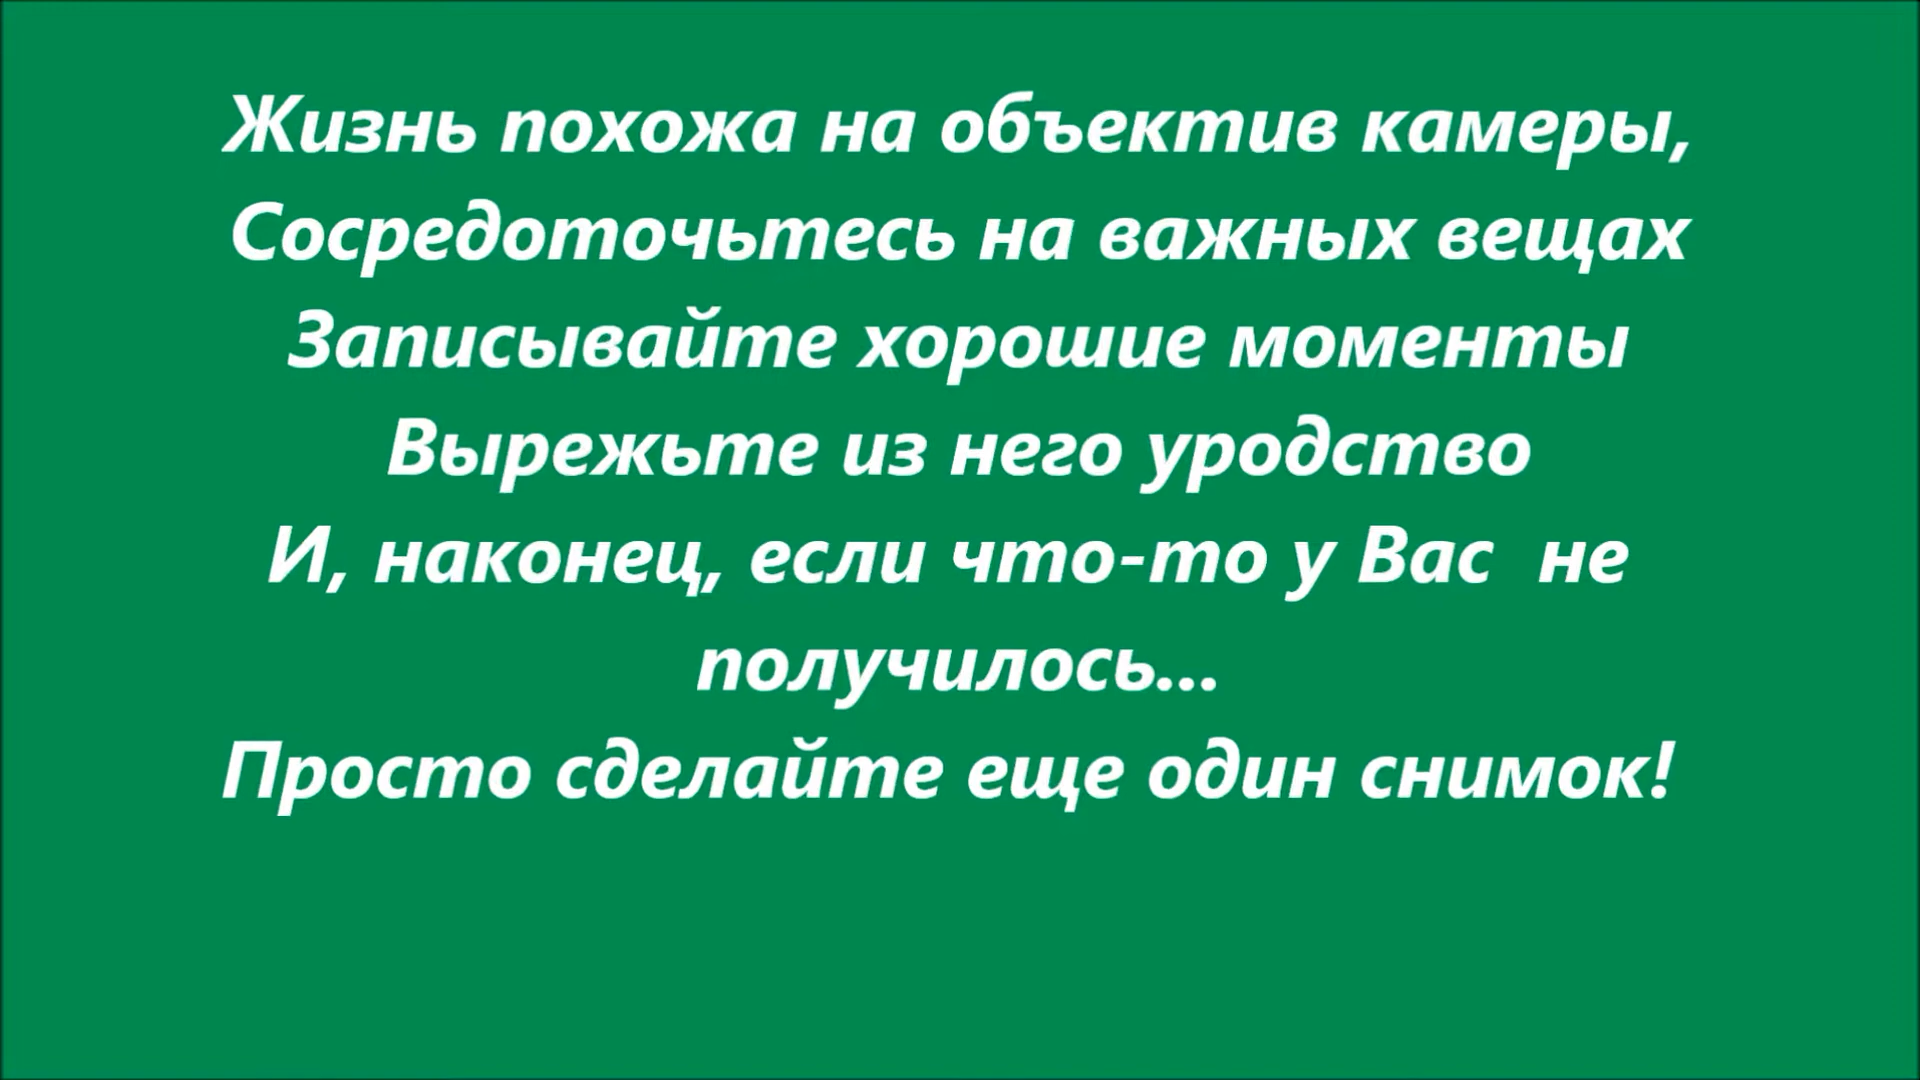 Жизнь похожа на объектив камеры,
Сосредоточьтесь на важных вещах
Записывайте хорошие моменты
Вырежьте из него уродство
И, наконец, если что-то у Вас  не
получилось...
Просто сделайте еще один снимок!